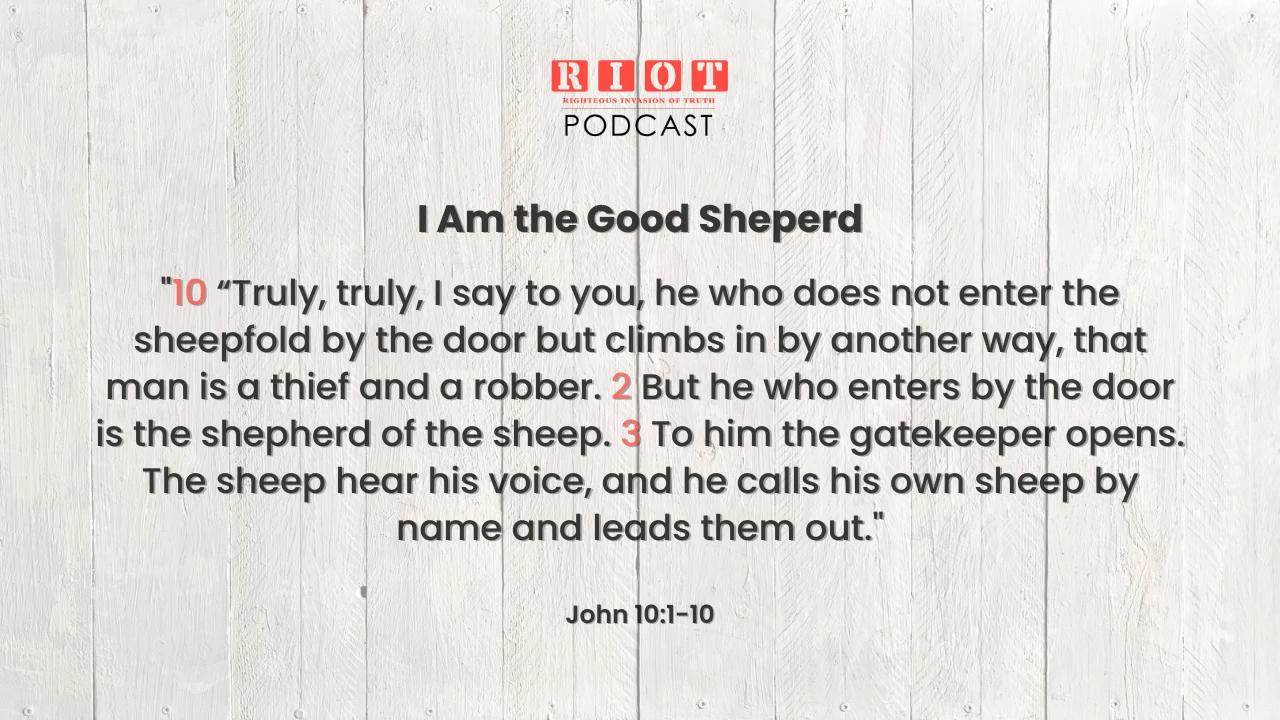 RIOT
RIGHTEOUS INVASION OF TRUTH
PODCAST
I Am the Good Sheperd
"10 “Truly, truly, I say to you, he who does not enter the
sheepfold by the door but climbs in by another way, that
man is a thief and a robber. 2 But he who enters by the door
is the shepherd of the sheep. 3 To him the gatekeeper opens.
The sheep hear his voice, and he calls his own sheep by
name and leads them out."
John 10:1-10